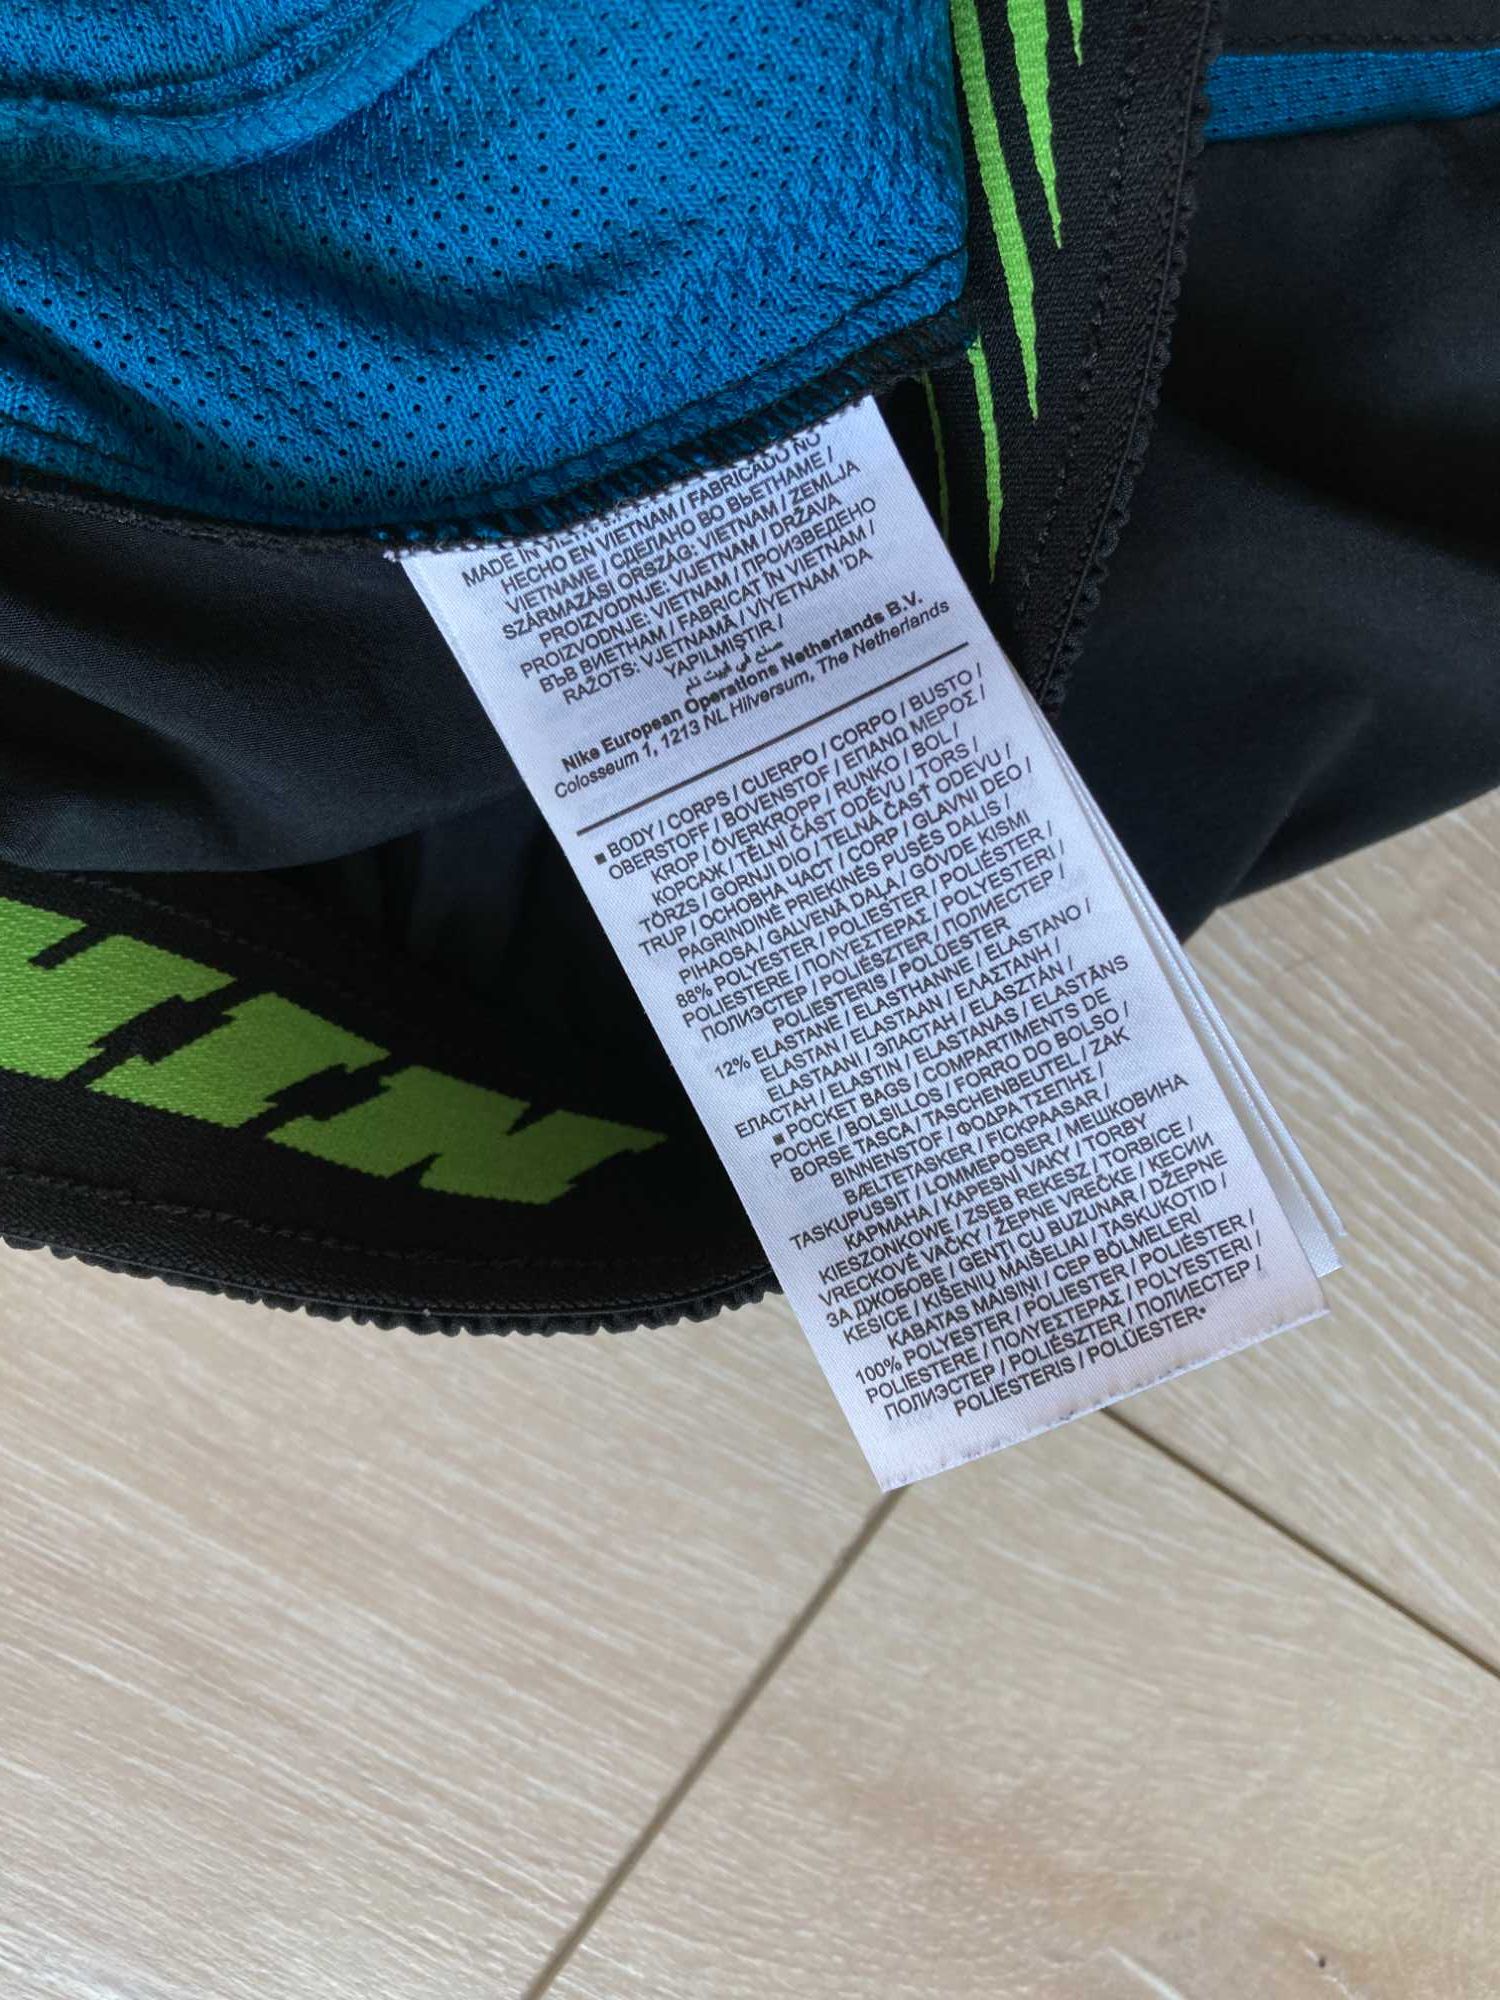 MADE IN VIETNAM / FABRICADO NO
HECHO EN VIETNAM / FABRICADO NO
VIETNAME / СДЕЛАНО ВО ВЬЕТНАМЕ /
SZÁRMAZÁSI ORSZÁG: VIETNAM / ZEMLJA
PROIZVODNJE: VIJETNAM / DRŽAVA
PROIZVODNJE: VIETNAM / ПРОИЗВЕДЕНО
ВЪВ ВИЕТНАМ / FABRICAT ÎN VIETNAM /
RAŽOTS: VJETNAMĀ / VİYETNAM 'DA
YAPILMIŞTIR /
صنع في فييت نام
Nike European Operations Netherlands B.V.
Colosseum 1, 1213 NL Hilversum, The Netherlands
▪ BODY / CORPS / CUERPO / CORPO / BUSTO /
OBERSTOFF / BOVENSTOF / ΕΠΑΝΩ ΜΕΡΟΣ /
KROP / ÖVERKROPP / RUNKO / BOL /
КОРСАЖ / TĚLNÍ ČÁST ODĚVU / TORS /
TÖRZS / GORNJI DIO / TELNÁ ČASŤ ODEVU /
TRUP / ОСНОВНА ЧАСТ / CORP / GLAVNI DEO /
PAGRINDINĖ PRIEKINĖS PUSĖS DALIS /
PIHAOSA / GALVENĀ DAĻA / GÖVDE KISMI
88% POLYESTER / POLIESTER / POLIÉSTER /
POLIESTERE / ΠΟΛΥΕΣΤΕΡΑΣ / POLYESTERI /
ПОЛИЭСТЕР / POLIÉSZTER / ПОЛИЕСТЕР /
POLIESTERIS / POLÜESTER
12% ELASTANE / ELASTHANNE / ELASTANO /
ELASTAN / ELASTAAN / ΕΛΑΣΤΑΝΗ /
ELASTAANI / ЭЛАСТАН / ELASZTÁN /
ЕЛАСТАН / ELASTIN / ELASTANAS / ELASTĀNS
▪ POCKET BAGS / COMPARTIMENTS DE
POCHE / BOLSILLOS / FORRO DO BOLSO /
BORSE TASCA / TASCHENBEUTEL / ZAK
BINNENSTOF / ΦΟΔΡΑ ΤΣΕΠΗΣ /
BÆLTETASKER / FICKPAASAR /
TASKUPUSSIT / LOMMEPOSER / МЕШКОВИНА
КАРМАНА / KAPESNÍ VAKY / TORBY
KIESZONKOWE / ZSEB REKESZ / TORBICE /
VRECKOVÉ VAČKY / ŽEPNE VREČKE / КЕСИИ
ЗА ДЖОБОВЕ / GENȚI CU BUZUNAR / DŽEPNE
KESICE / KIŠENIŲ MAIŠELIAI / TASKUKOTID /
KABATAS MAISIŅI / CEP BÖLMELERI
100% POLYESTER / POLIESTER / POLIÉSTER /
POLIESTERE / ΠΟΛΥΕΣΤΕΡΑΣ / POLYESTERI /
ПОЛИЭСТЕР / POLIÉSZTER / ПОЛИЕСТЕР /
POLIESTERIS / POLÜESTER•